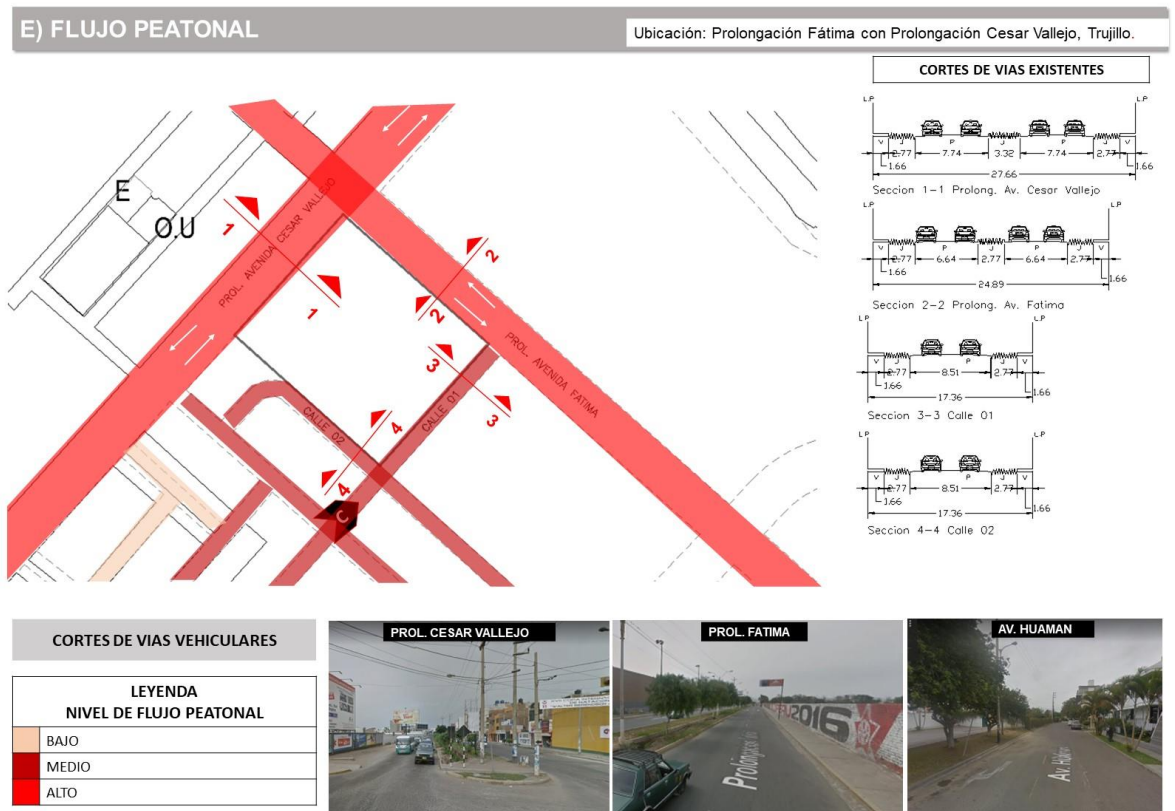 E) FLUJO PEATONAL
Ubicación: Prolongación Fátima con Prolongación Cesar Vallejo, Trujillo.
E
O.U
PROL. AVENIDA CESAR VALLEJO
1
1
2
2
3
3
4
4
PROL. AVENIDA FATIMA
CALLE 01
CALLE 02
C
CORTES DE VIAS EXISTENTES
L.P
L.P
V
J
P
J
P
J
V
2.77
7.74
3.32
7.74
2.77
1.66
1.66
27.66
Seccion 1-1 Prolong. Av. Cesar Vallejo
L.P
L.P
V
J
P
J
P
J
V
2.77
6.64
2.77
6.64
2.77
1.66
1.66
24.89
Seccion 2-2 Prolong. Av. Fatima
L.P
L.P
V
J
P
J
V
2.77
8.51
2.77
1.66
1.66
17.36
Seccion 3-3 Calle 01
L.P
L.P
V
J
P
J
V
2.77
8.51
2.77
1.66
1.66
17.36
Seccion 4-4 Calle 02
CORTES DE VIAS VEHICULARES
LEYENDA
NIVEL DE FLUJO PEATONAL
BAJO
MEDIO
ALTO
PROL. CESAR VALLEJO
PROL. FATIMA
2016
AV. HUAMAN
Av. Huaman